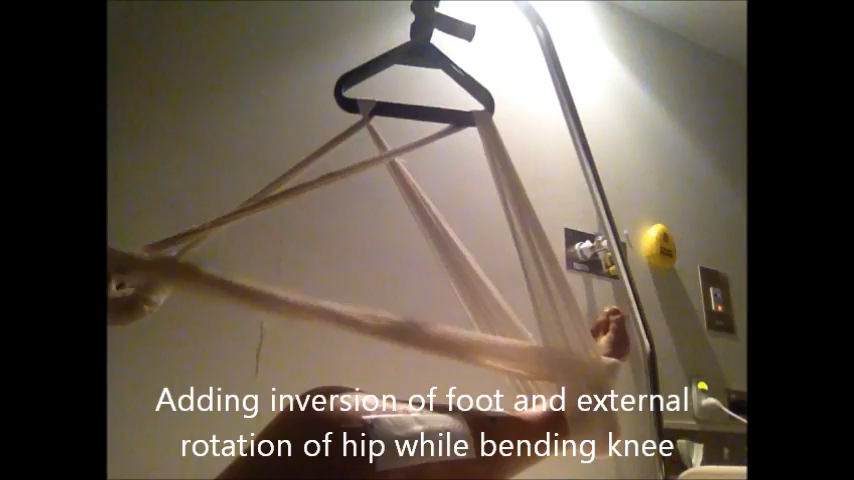 Adding inversion of foot and external
rotation of hip while bending knee